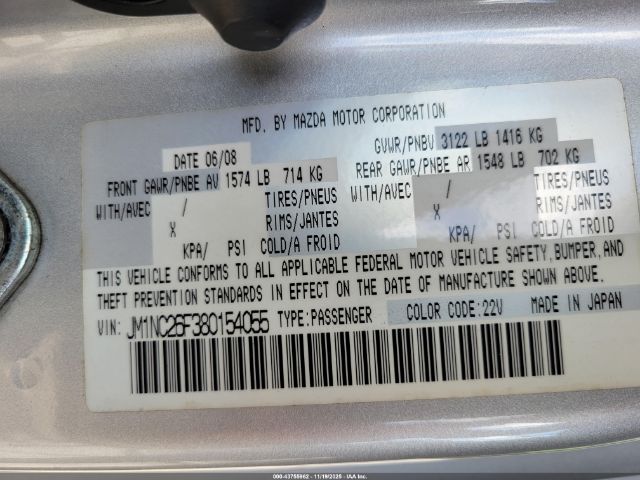 MFD. BY MAZDA MOTOR CORPORATION
DATE 06/08 GVWR/PNBV 3122 LB 1416 KG
FRONT GAWR/PNBE AV 1574 LB 714 KG REAR GAWR/PNBE AR 1548 LB 702 KG
WITH/AVEC / TIRES/PNEUS WITH/AVEC / TIRES/PNEUS
X RIMS/JANTES X RIMS/JANTES
KPA/ PSI COLD/A FROID KPA/ PSI COLD/A FROID
THIS VEHICLE CONFORMS TO ALL APPLICABLE FEDERAL MOTOR VEHICLE SAFETY, BUMPER, AND
THEFT PREVENTION STANDARDS IN EFFECT ON THE DATE OF MANUFACTURE SHOWN ABOVE.
VIN: JM1NC26F380154055 TYPE:PASSENGER COLOR CODE:22V MADE IN JAPAN
000-43755962 - 11/19/2025 - IAA Inc.